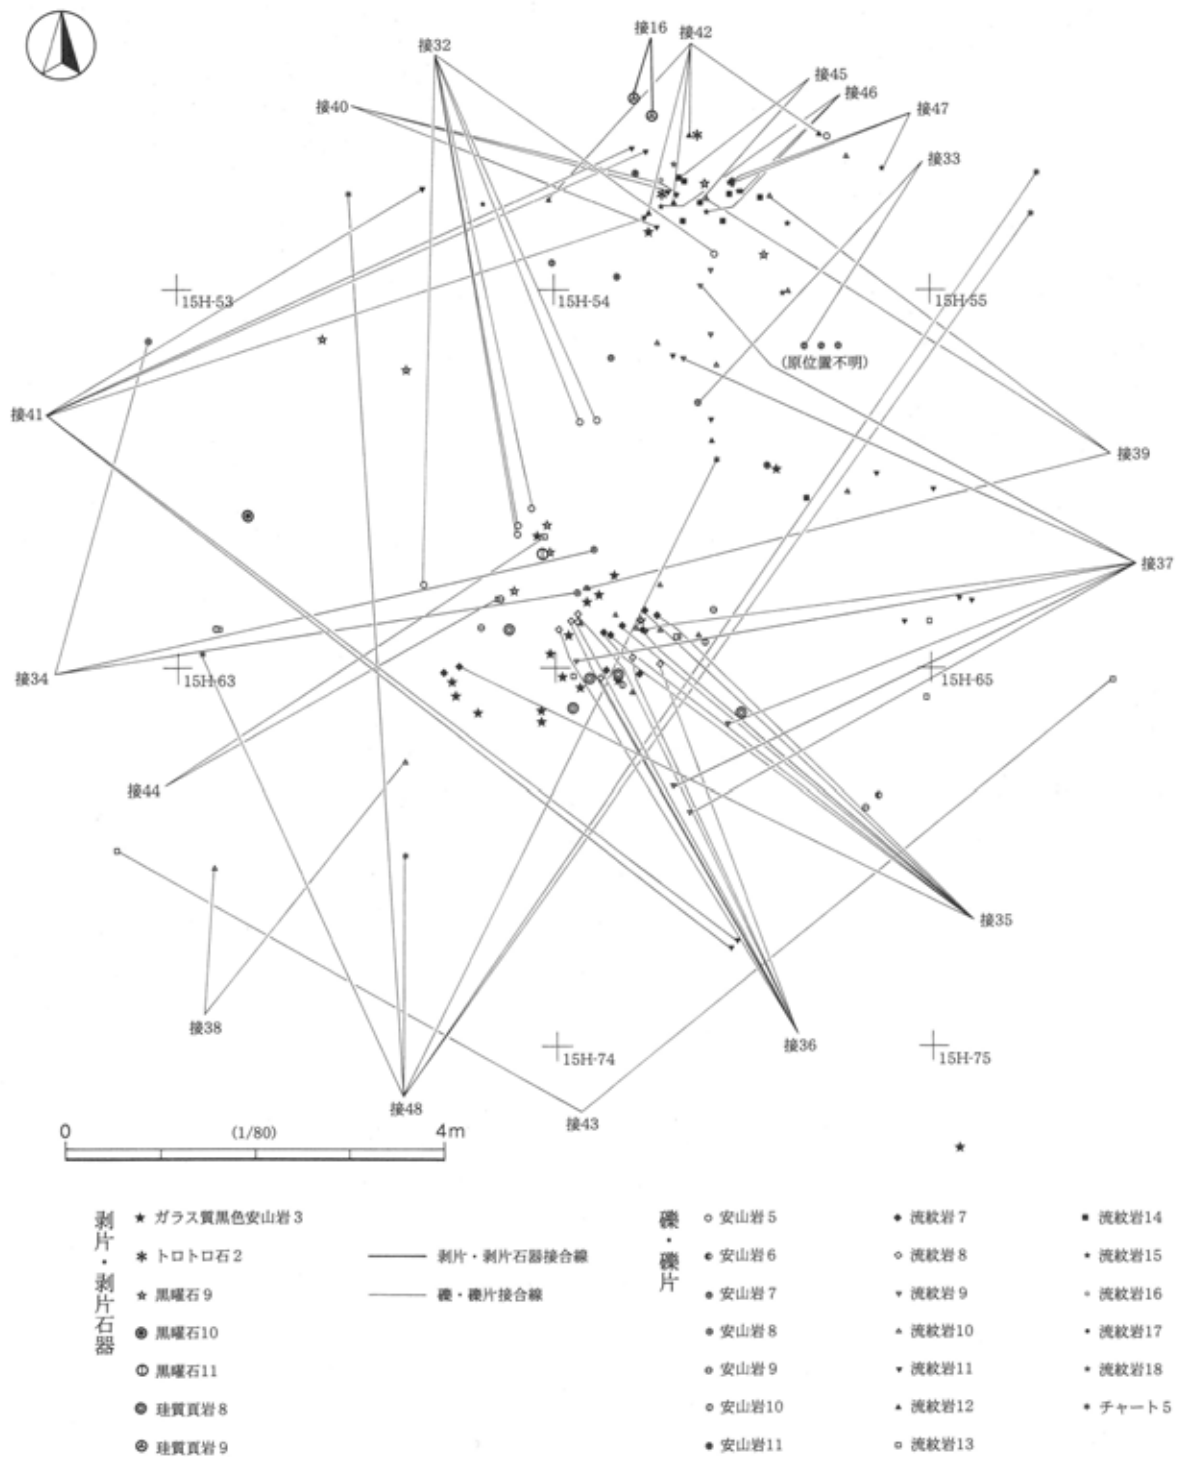 接16
接42
接32
接45
接46
接40
接47
接33
15H-53
15H-54
15H-55
(原位置不明)
接41
接39
接37
接34
15H-63
15H-65
接44
接35
接38
接36
15H-74
15H-75
接48
接43
0 (1/80) 4m
剥片・剥片石器
ガラス質黒色安山岩3
トロトロ石2
黒曜石9
黒曜石10
黒曜石11
珪質頁岩8
珪質頁岩9
剥片・剥片石器接合線
礫・礫片接合線
礫・礫片
安山岩5
安山岩6
安山岩7
安山岩8
安山岩9
安山岩10
安山岩11
流紋岩7
流紋岩8
流紋岩9
流紋岩10
流紋岩11
流紋岩12
流紋岩13
流紋岩14
流紋岩15
流紋岩16
流紋岩17
流紋岩18
チャート5